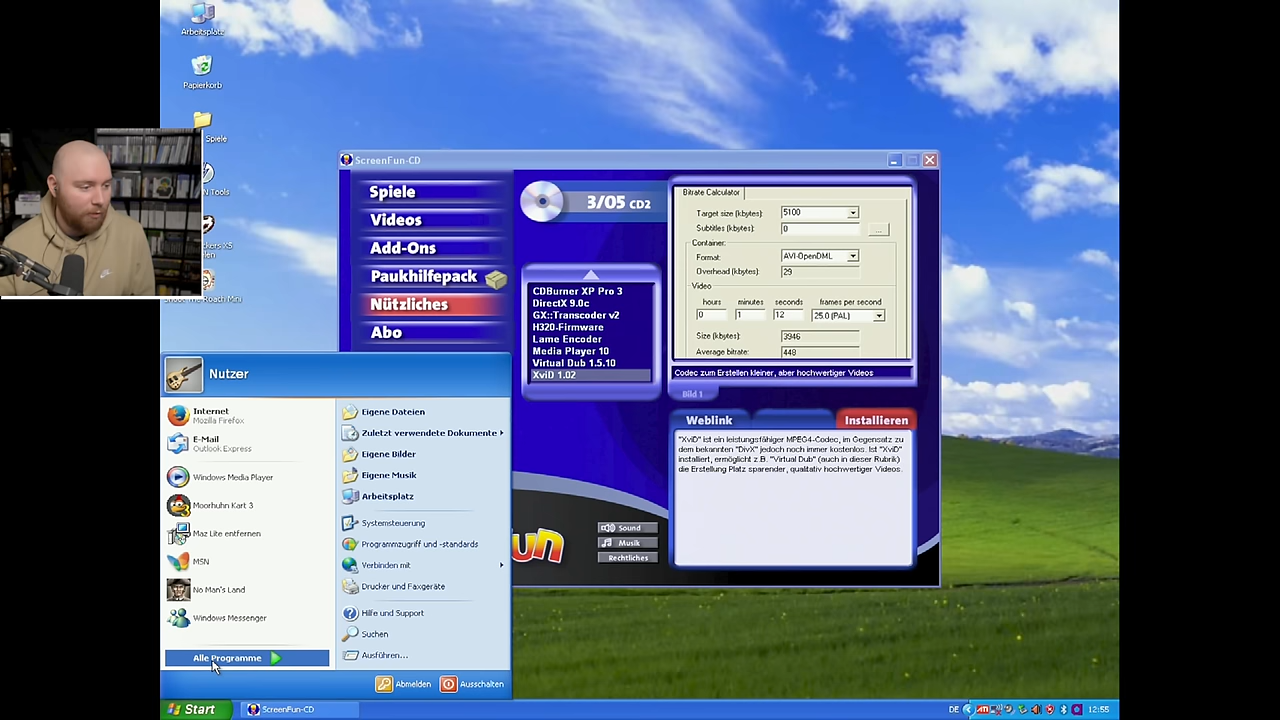 Arbeitsplatz
Papierkorb
Spiele
Tools
ScreenFun-CD
Spiele
Videos
Add-Ons
Paukhilfepack
Nützliches
Abo
3/05 CD2
CDBurner XP Pro 3
DirectX 9.0c
GX::Transcoder v2
H320-Firmware
Lame Encoder
Media Player 10
Virtual Dub 1.5.10
XviD 1.02
Bitrate Calculator
Target size (kbytes): 5100
Subtitles (kbytes): 0 ...
Container:
Format: AVI-OpenDML
Overhead (kbytes): 29
Video
hours minutes seconds frames per second
0 1 12 25.0 (PAL)
Size (kbytes): 3946
Average bitrate: 448
Codec zum Erstellen kleiner, aber hochwertiger Videos
Bild 1
Weblink
Installieren
"XviD" ist ein leistungsfähiger MPEG4-Codec, im Gegensatz zu
dem bekannten "DivX" jedoch noch immer kostenlos. Ist "XviD"
installiert, ermöglicht z.B. "Virtual Dub" (auch in dieser Rubrik)
die Erstellung Platz sparender, qualitativ hochwertiger Videos.
un
Sound
Musik
Rechtliches
Nutzer
Internet
Mozilla Firefox
E-Mail
Outlook Express
Windows Media Player
Moorhuhn Kart 3
Maz Lite entfernen
MSN
No Man's Land
Windows Messenger
Alle Programme
Eigene Dateien
Zuletzt verwendete Dokumente
Eigene Bilder
Eigene Musik
Arbeitsplatz
Systemsteuerung
Programmzugriff und -standards
Verbinden mit
Drucker und Faxgeräte
Hilfe und Support
Suchen
Ausführen...
Abmelden
Ausschalten
Start
ScreenFun-CD
DE
12:55